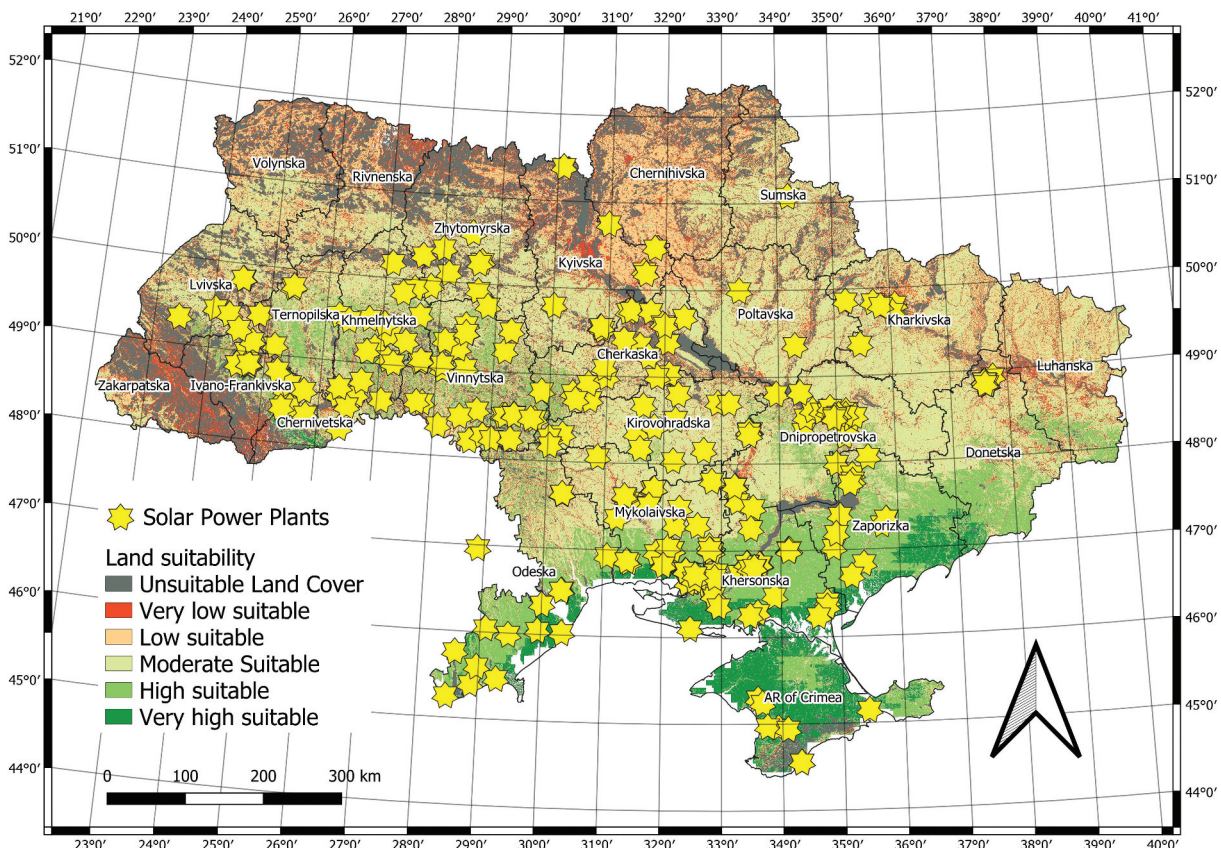 21°0′ 22°0′ 23°0′ 24°0′ 25°0′ 26°0′ 27°0′ 28°0′ 29°0′ 30°0′ 31°0′ 32°0′ 33°0′ 34°0′ 35°0′ 36°0′ 37°0′ 38°0′ 39°0′ 40°0′ 41°0′
52°0′
52°0′
51°0′
51°0′
50°0′
50°0′
49°0′
49°0′
48°0′
48°0′
47°0′
47°0′
46°0′
46°0′
45°0′
45°0′
44°0′
44°0′
Volynska
Rivnenska
Chernihivska
Sumska
Zhytomyrska
Kyivska
Lvivska
Ternopilska
Khmelnytska
Poltavska
Kharkivska
Cherkaska
Luhanska
Zakarpatska
Ivano-Frankivska
Vinnytska
Chernivetska
Kirovohradska
Dnipropetrovska
Donetska
Mykolaivska
Zaporizka
Odeska
Khersonska
AR of Crimea
Solar Power Plants
Land suitability
Unsuitable Land Cover
Very low suitable
Low suitable
Moderate Suitable
High suitable
Very high suitable
0 100 200 300 km
23°0′ 24°0′ 25°0′ 26°0′ 27°0′ 28°0′ 29°0′ 30°0′ 31°0′ 32°0′ 33°0′ 34°0′ 35°0′ 36°0′ 37°0′ 38°0′ 39°0′ 40°0′